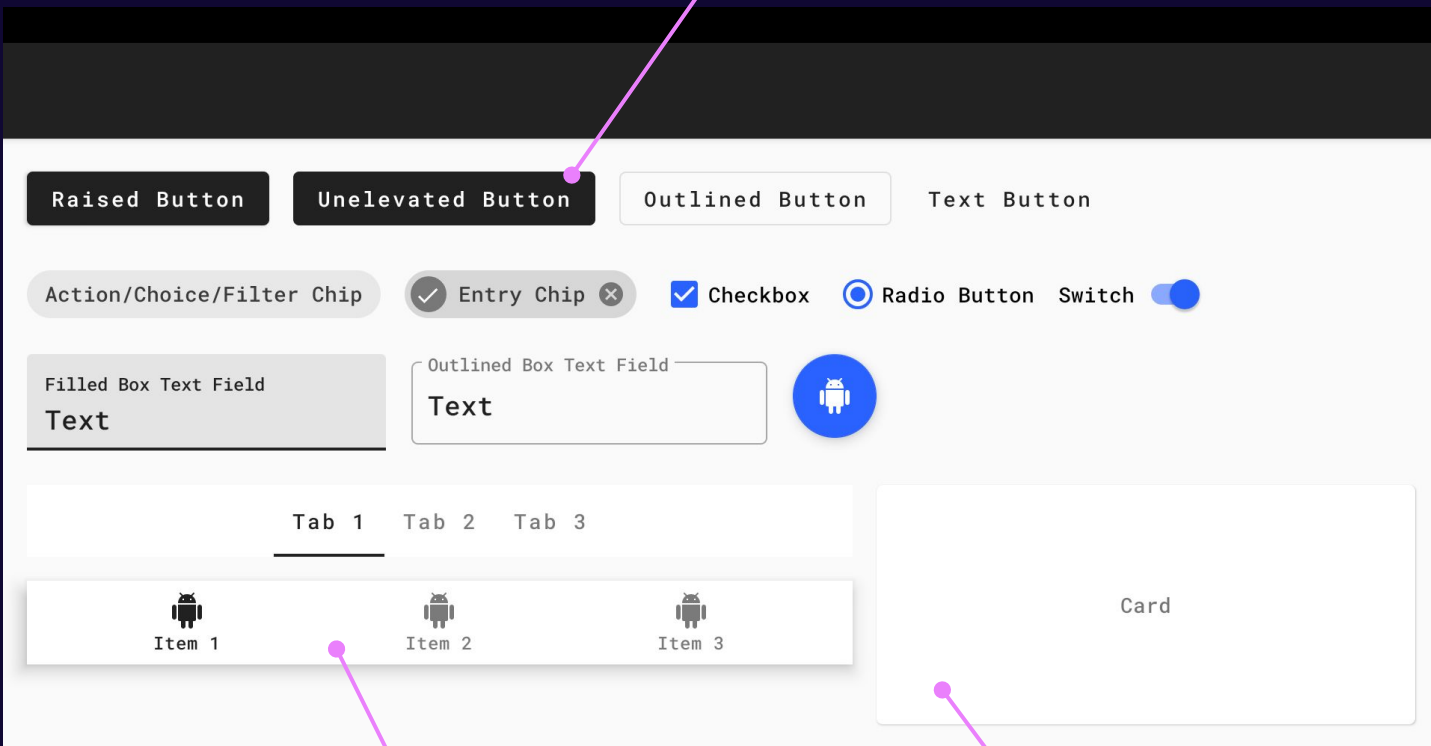 Raised Button
Unelevated Button
Outlined Button
Text Button
Action/Choice/Filter Chip
Entry Chip
Checkbox
Radio Button
Switch
Filled Box Text Field
Text
Outlined Box Text Field
Text
Tab 1
Tab 2
Tab 3
Item 1
Item 2
Item 3
Card